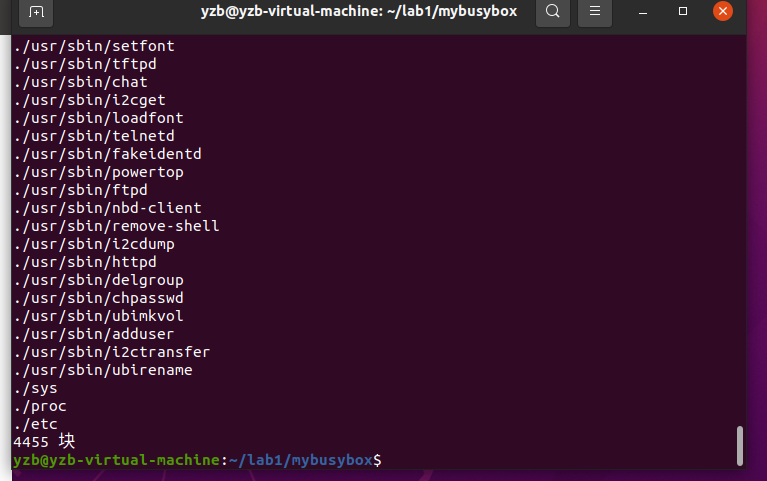 yzb@yzb-virtual-machine: ~/lab1/mybusybox
./usr/sbin/setfont
./usr/sbin/tftpd
./usr/sbin/chat
./usr/sbin/i2cget
./usr/sbin/loadfont
./usr/sbin/telnetd
./usr/sbin/fakeidentd
./usr/sbin/powertop
./usr/sbin/ftpd
./usr/sbin/nbd-client
./usr/sbin/remove-shell
./usr/sbin/i2cdump
./usr/sbin/httpd
./usr/sbin/delgroup
./usr/sbin/chpasswd
./usr/sbin/ubimkvol
./usr/sbin/adduser
./usr/sbin/i2ctransfer
./usr/sbin/ubirename
./sys
./proc
./etc
4455 块
yzb@yzb-virtual-machine:~/lab1/mybusybox$